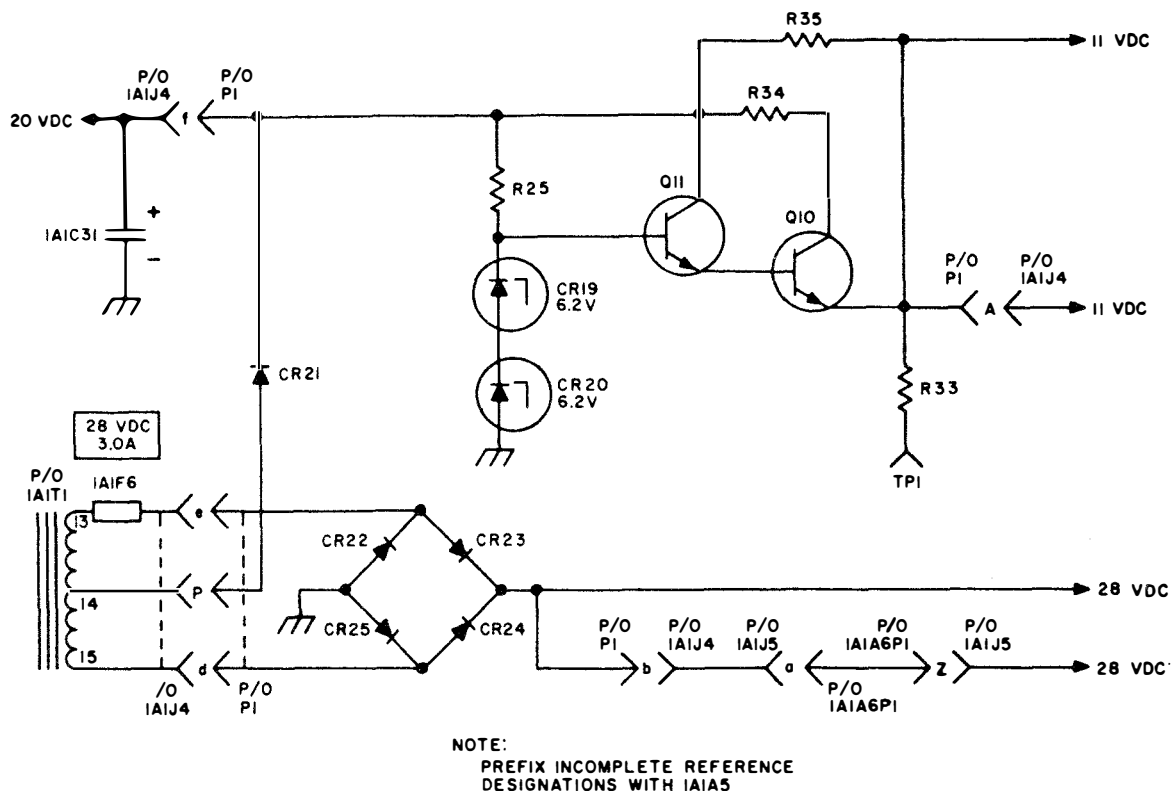 R35
11 VDC
P/O
1A1J4
P/O
P1
20 VDC
f
R34
R25
Q11
Q10
+
1A1C31
-
CR19
6.2V
P/O
P1
P/O
1A1J4
A
11 VDC
CR20
6.2V
CR21
R33
TP1
28 VDC
3.0A
P/O
1A1T1
1A1F6
13
e
CR22
CR23
P
14
28 VDC
CR25
CR24
P/O
P1
P/O
1A1J4
P/O
1A1J5
P/O
1A1A6P1
P/O
1A1J5
15
d
b
a
Z
28 VDC
/O
1A1J4
P/O
P1
P/O
1A1A6P1
NOTE:
PREFIX INCOMPLETE REFERENCE
DESIGNATIONS WITH 1A1A5